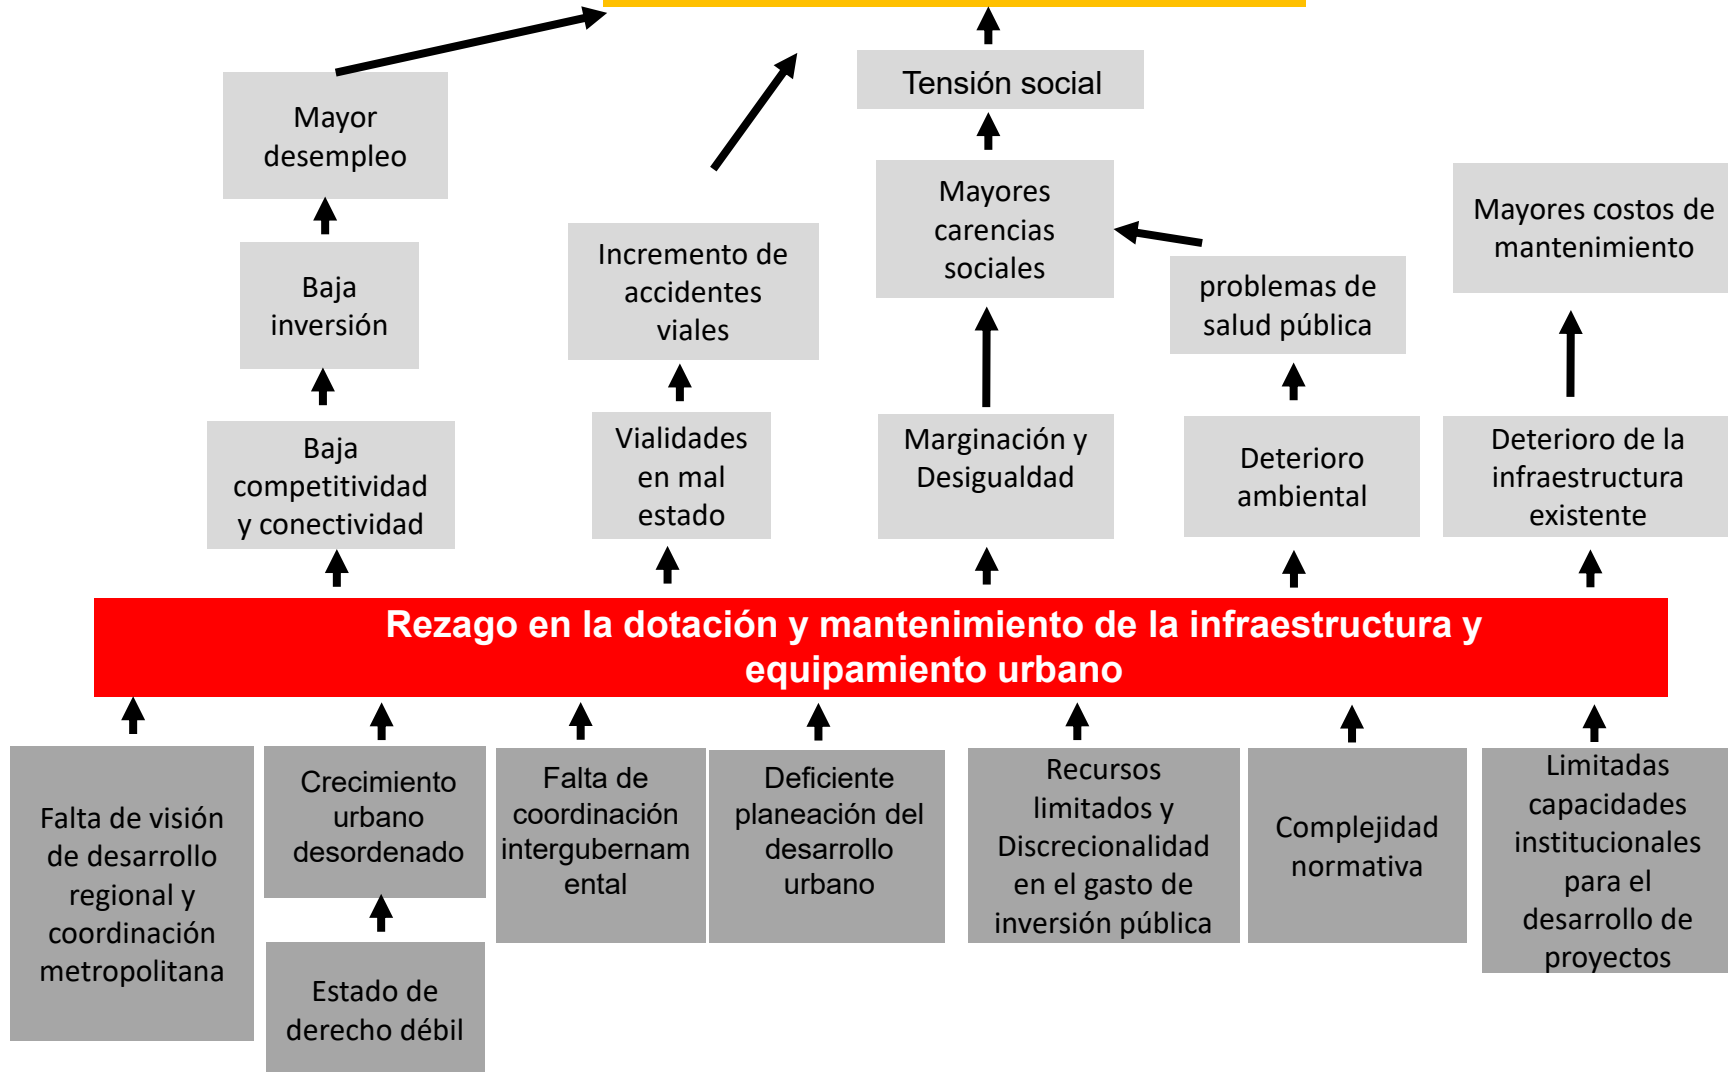 Tensión social
Mayor
desempleo
Mayores
carencias
sociales
Mayores costos de
mantenimiento
Incremento de
accidentes
viales
Baja
inversión
problemas de
salud pública
Baja
competitividad
y conectividad
Vialidades
en mal
estado
Marginación y
Desigualdad
Deterioro
ambiental
Deterioro de la
infraestructura
existente
Rezago en la dotación y mantenimiento de la infraestructura y
equipamiento urbano
Falta de visión
de desarrollo
regional y
coordinación
metropolitana
Crecimiento
urbano
desordenado
Falta de
coordinación
intergubernam
ental
Deficiente
planeación del
desarrollo
urbano
Recursos
limitados y
Discrecionalidad
en el gasto de
inversión pública
Complejidad
normativa
Limitadas
capacidades
institucionales
para el
desarrollo de
proyectos
Estado de
derecho débil